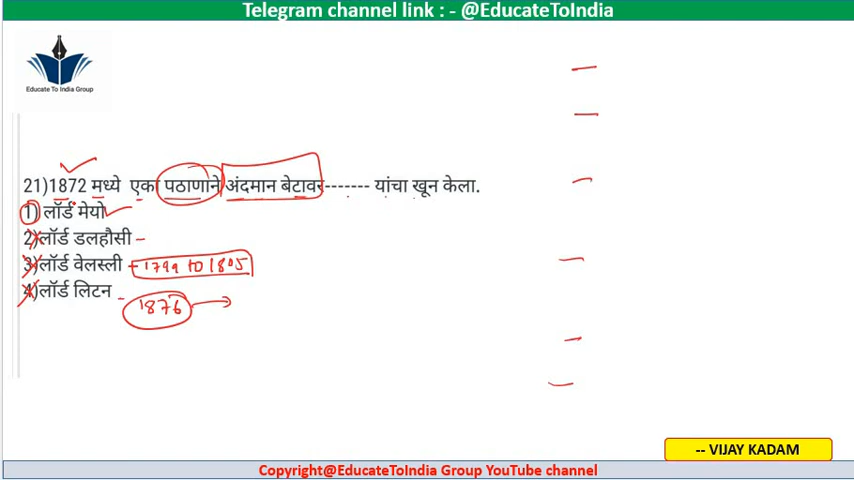 Telegram channel link : - @EducateToIndia
Educate To India Group
21)1872 मध्ये एका पठाणाने अंदमान बेटावर------- यांचा खून केला.
1) लॉर्ड मेयो
2)लॉर्ड डलहौसी
3)लॉर्ड वेलस्ली - 1799 to 1805
4)लॉर्ड लिटन
1876
-- VIJAY KADAM
Copyright@EducateToIndia Group YouTube channel